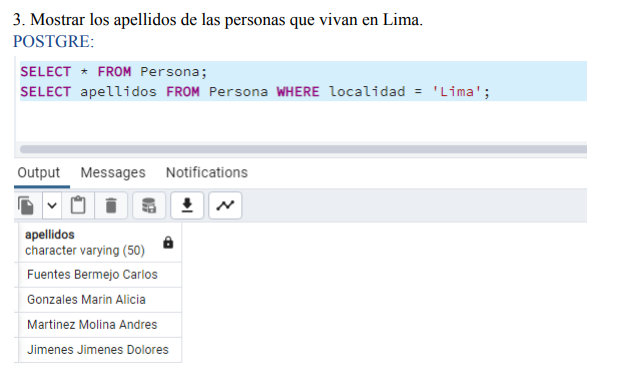 3. Mostrar los apellidos de las personas que vivan en Lima.
POSTGRE:
SELECT * FROM Persona;
SELECT apellidos FROM Persona WHERE localidad = 'Lima';
Output Messages Notifications
apellidos
character varying (50)
Fuentes Bermejo Carlos
Gonzales Marin Alicia
Martinez Molina Andres
Jimenes Jimenes Dolores